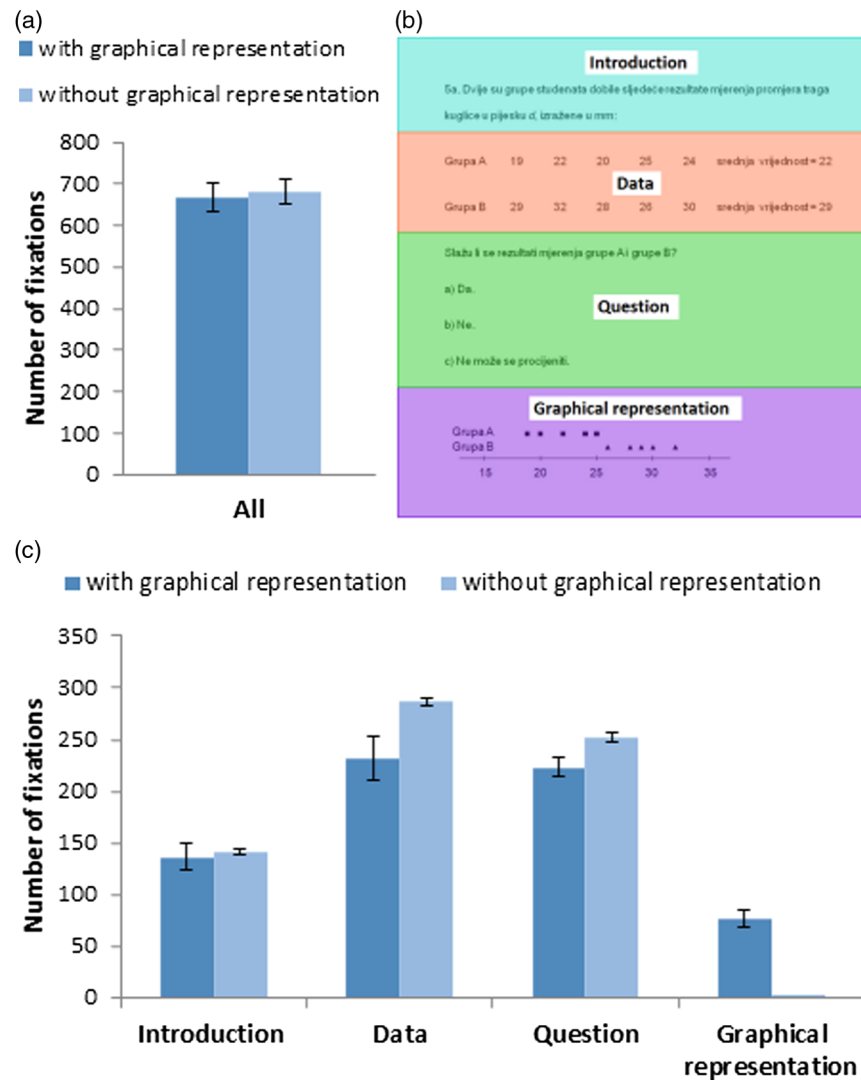 (a)
with graphical representation
without graphical representation
Number of fixations
800
700
600
500
400
300
200
100
0
All
(b)
Introduction
5a. Dvije su grupe studenata dobile sljedeće rezultate mjerenja promjera traga
kuglice u pijesku d, izražene u mm:
Grupa A 19 22 20 25 24 srednja vrijednost = 22
Data
Grupa B 29 32 28 26 30 srednja vrijednost = 29
Slažu li se rezultati mjerenja grupe A i grupe B?
a) Da.
Question
b) Ne.
c) Ne može se procijeniti.
Graphical representation
Grupa A
Grupa B
15 20 25 30 35
(c)
with graphical representation without graphical representation
Number of fixations
350
300
250
200
150
100
50
0
Introduction Data Question Graphical
representation